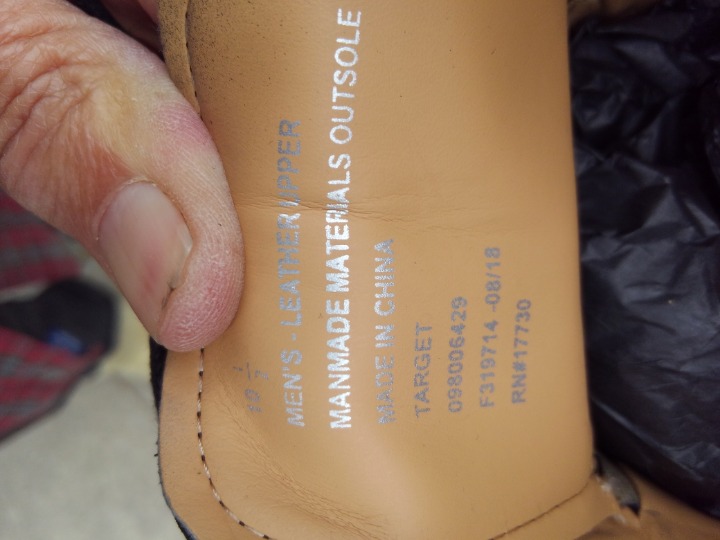 10 1/2
MEN'S - LEATHER UPPER
MANMADE MATERIALS OUTSOLE
MADE IN CHINA
TARGET
098006429
F319714 -08/18
RN#17730